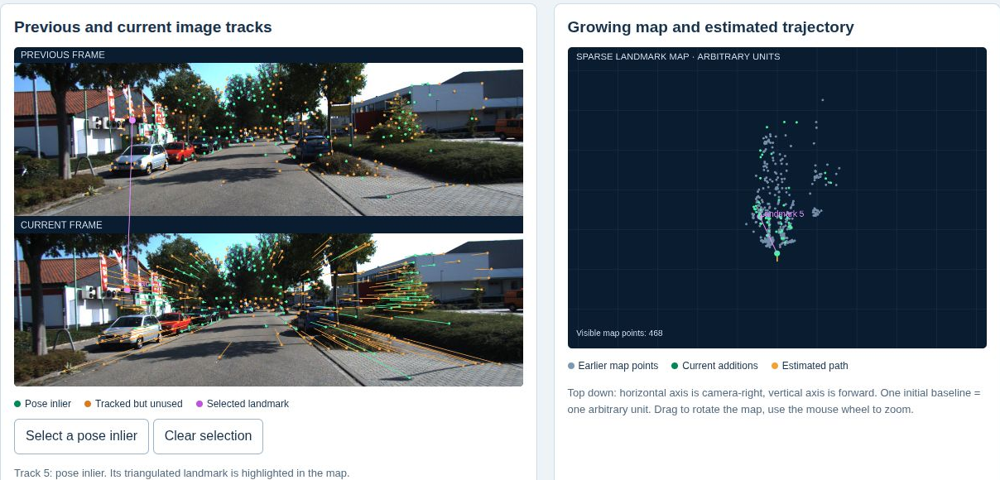 Previous and current image tracks
PREVIOUS FRAME
CURRENT FRAME
Pose inlier
Tracked but unused
Selected landmark
Select a pose inlier
Clear selection
Track 5: pose inlier. Its triangulated landmark is highlighted in the map.
Growing map and estimated trajectory
SPARSE LANDMARK MAP · ARBITRARY UNITS
Landmark 5
Visible map points: 468
Earlier map points
Current additions
Estimated path
Top down: horizontal axis is camera-right, vertical axis is forward. One initial baseline =
one arbitrary unit. Drag to rotate the map, use the mouse wheel to zoom.